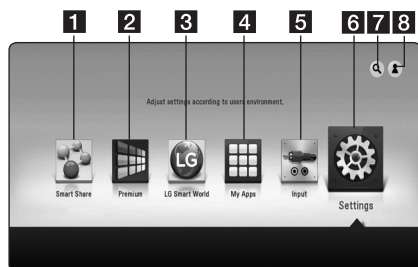 1 2 3 4 5 6 7 8
Adjust settings according to users environment.
LG
Smart Share Premium LG Smart World My Apps Input Settings